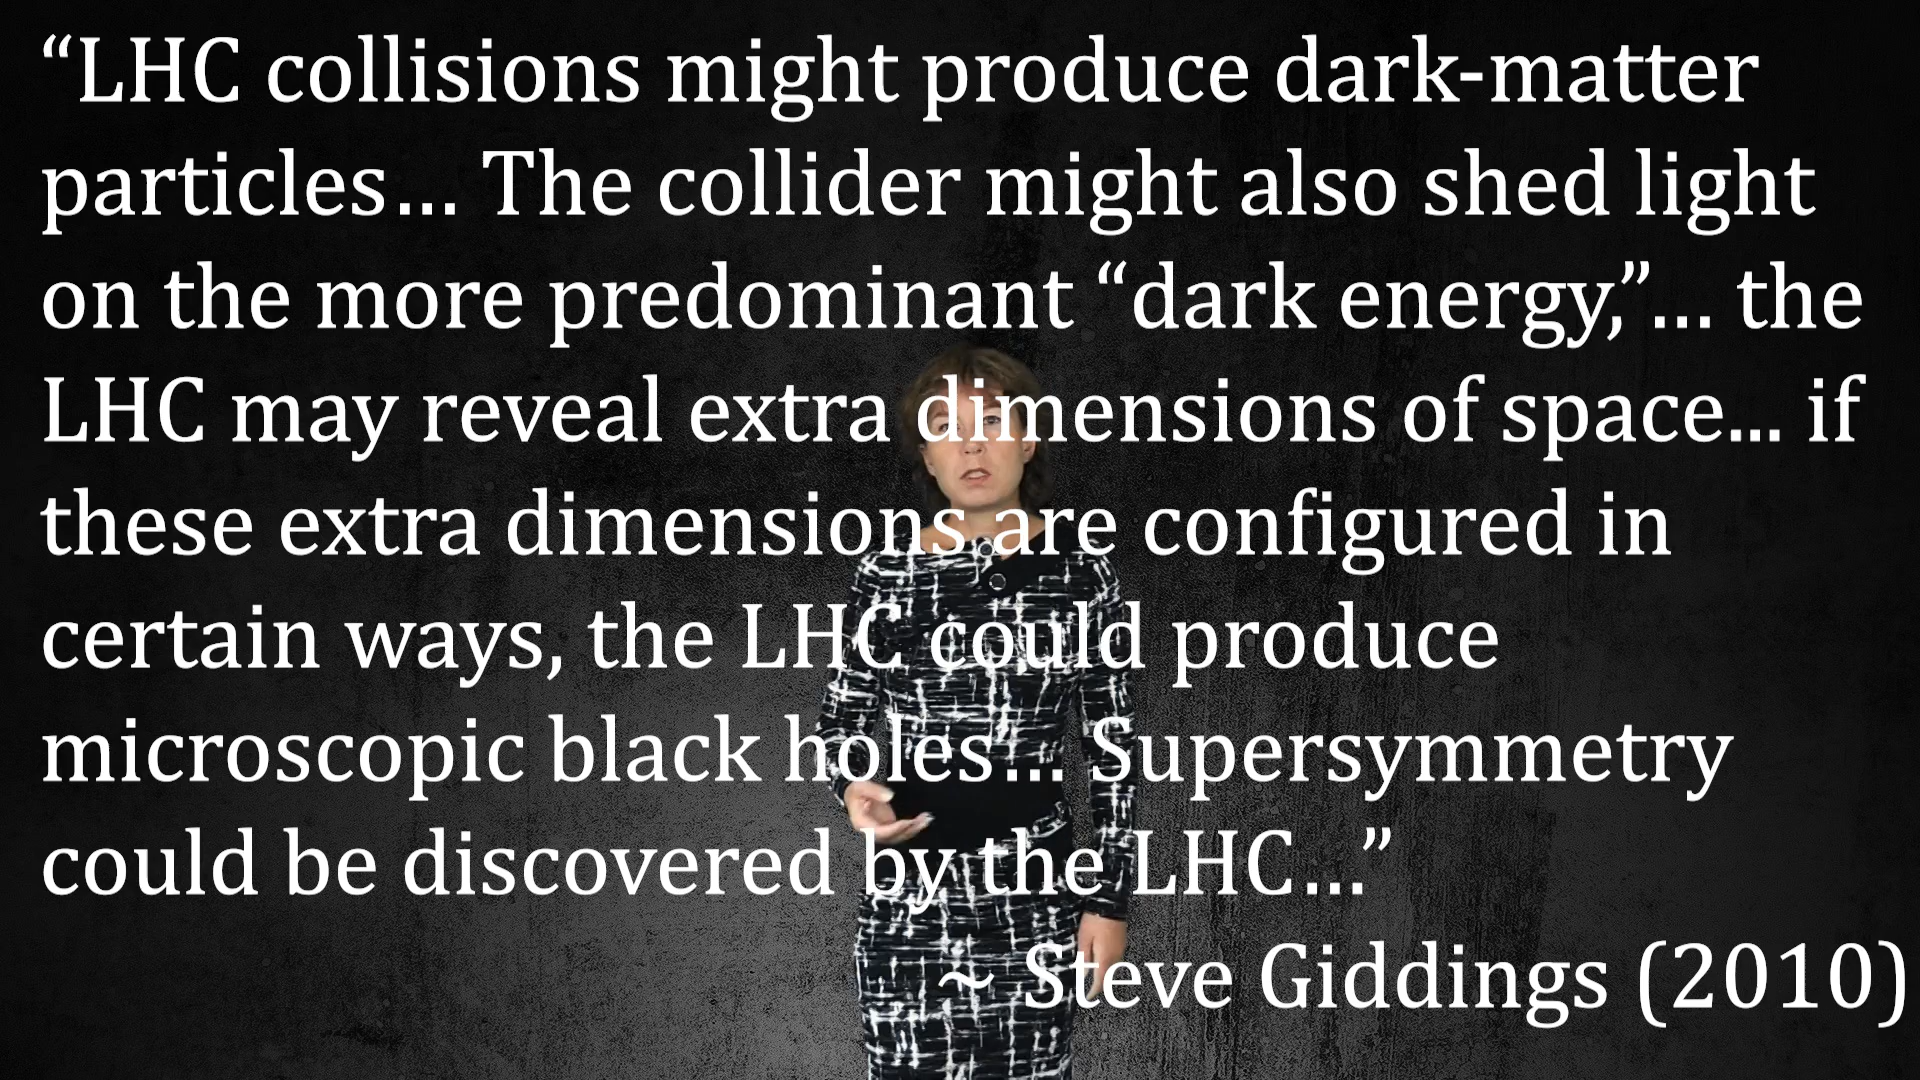 “LHC collisions might produce dark-matter
particles… The collider might also shed light
on the more predominant “dark energy,”… the
LHC may reveal extra dimensions of space... if
these extra dimensions are configured in
certain ways, the LHC could produce
microscopic black holes… Supersymmetry
could be discovered by the LHC…”
~ Steve Giddings (2010)